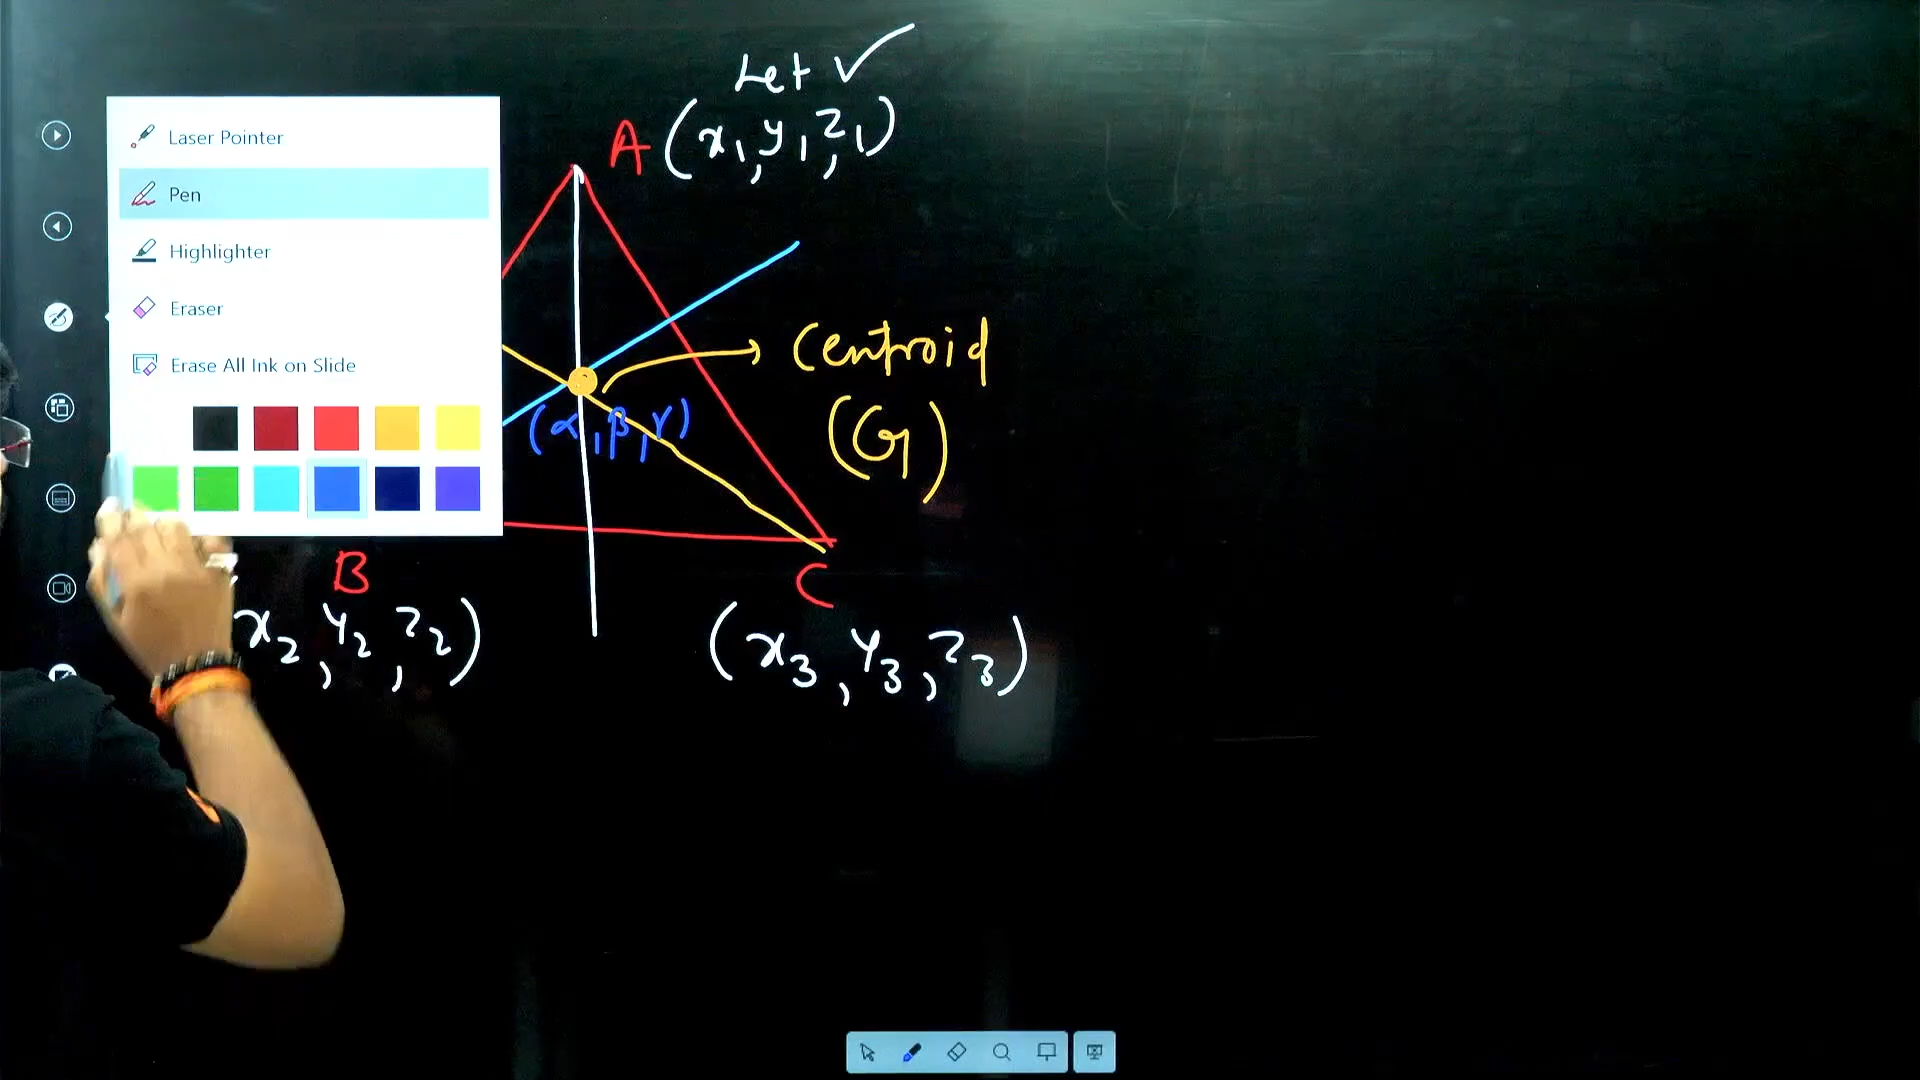 Let ✓
A (x1, y1, z1)
Laser Pointer
Pen
Highlighter
Eraser
Erase All Ink on Slide
Centroid
(G)
(α, β, γ)
B
x2, y2, z2)
C
(x3, y3, z3)